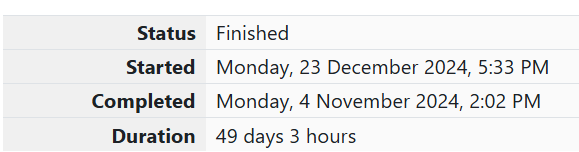 Status Finished
Started Monday, 23 December 2024, 5:33 PM
Completed Monday, 4 November 2024, 2:02 PM
Duration 49 days 3 hours